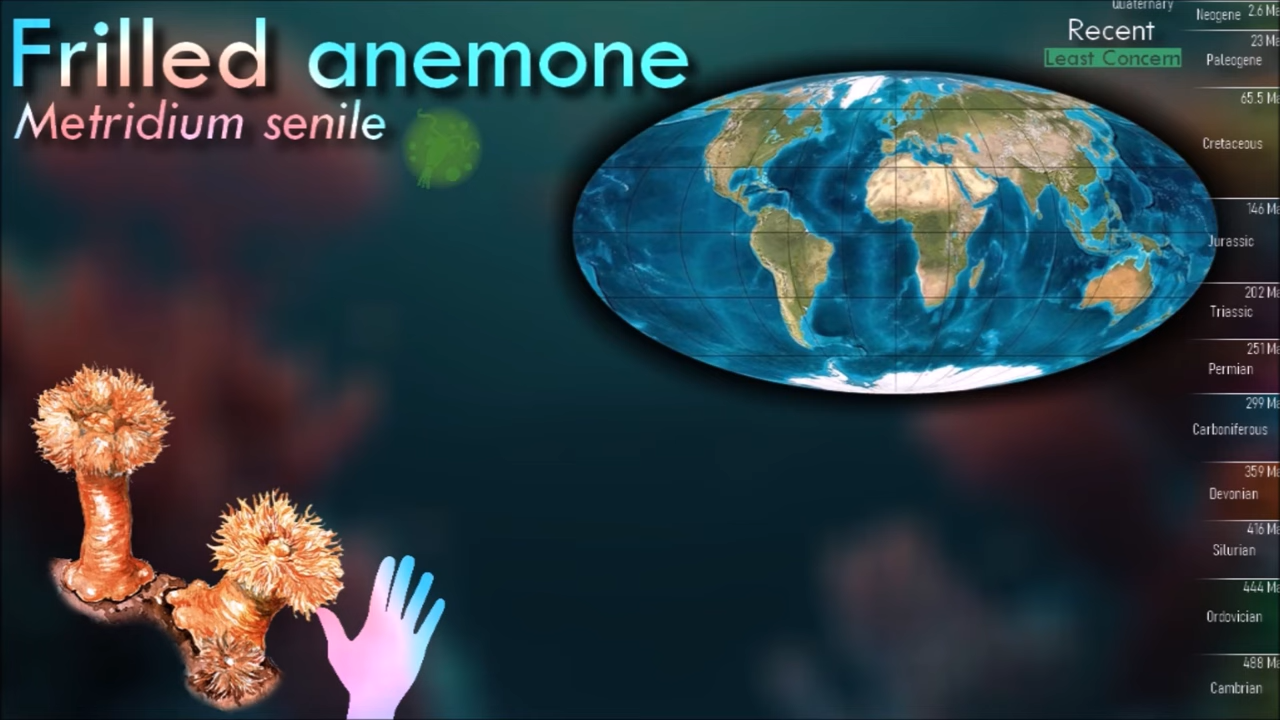 Frilled anemone
Metridium senile
Recent
Least Concern
Quaternary
2.6 Ma
Neogene
23 Ma
Paleogene
65.5 Ma
Cretaceous
146 Ma
Jurassic
202 Ma
Triassic
251 Ma
Permian
299 Ma
Carboniferous
359 Ma
Devonian
416 Ma
Silurian
444 Ma
Ordovician
488 Ma
Cambrian